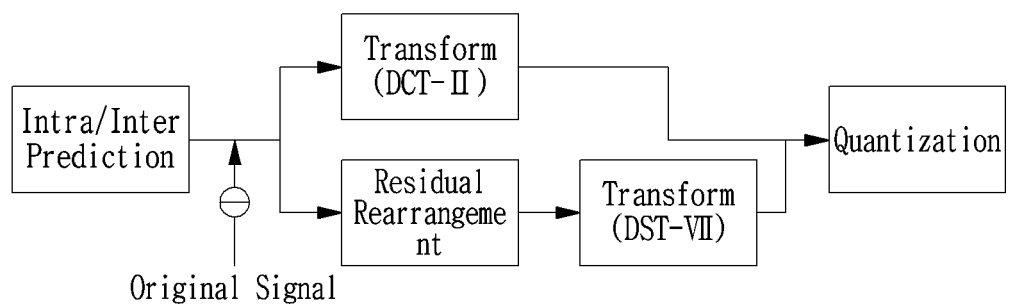 Transform
(DCT-Ⅱ)
Intra/Inter
Prediction
Quantization
Residual
Rearrangeme
nt
Transform
(DST-Ⅶ)
Original Signal